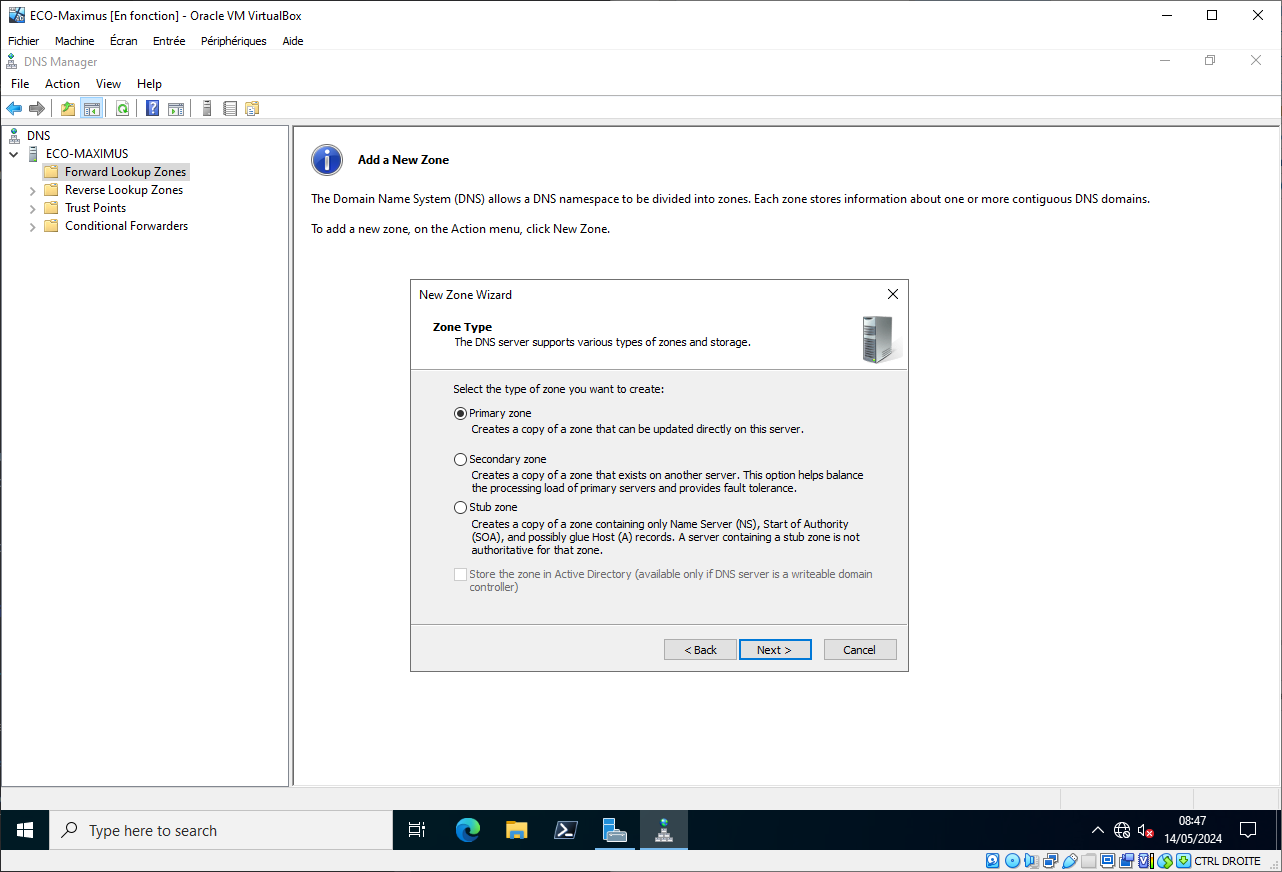 ECO-Maximus [En fonction] - Oracle VM VirtualBox
Fichier Machine Écran Entrée Périphériques Aide
DNS Manager
File Action View Help
DNS
ECO-MAXIMUS
Forward Lookup Zones
Reverse Lookup Zones
Trust Points
Conditional Forwarders
Add a New Zone
The Domain Name System (DNS) allows a DNS namespace to be divided into zones. Each zone stores information about one or more contiguous DNS domains.
To add a new zone, on the Action menu, click New Zone.
New Zone Wizard
Zone Type
The DNS server supports various types of zones and storage.
Select the type of zone you want to create:
Primary zone
Creates a copy of a zone that can be updated directly on this server.
Secondary zone
Creates a copy of a zone that exists on another server. This option helps balance
the processing load of primary servers and provides fault tolerance.
Stub zone
Creates a copy of a zone containing only Name Server (NS), Start of Authority
(SOA), and possibly glue Host (A) records. A server containing a stub zone is not
authoritative for that zone.
Store the zone in Active Directory (available only if DNS server is a writeable domain
controller)
< Back Next > Cancel
Type here to search
08:47
14/05/2024
CTRL DROITE